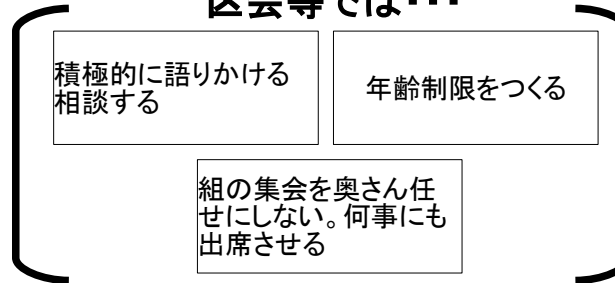 区会等では・・・
積極的に語りかける
相談する
年齢制限をつくる
組の集会を奥さん任
せにしない。何事にも
出席させる